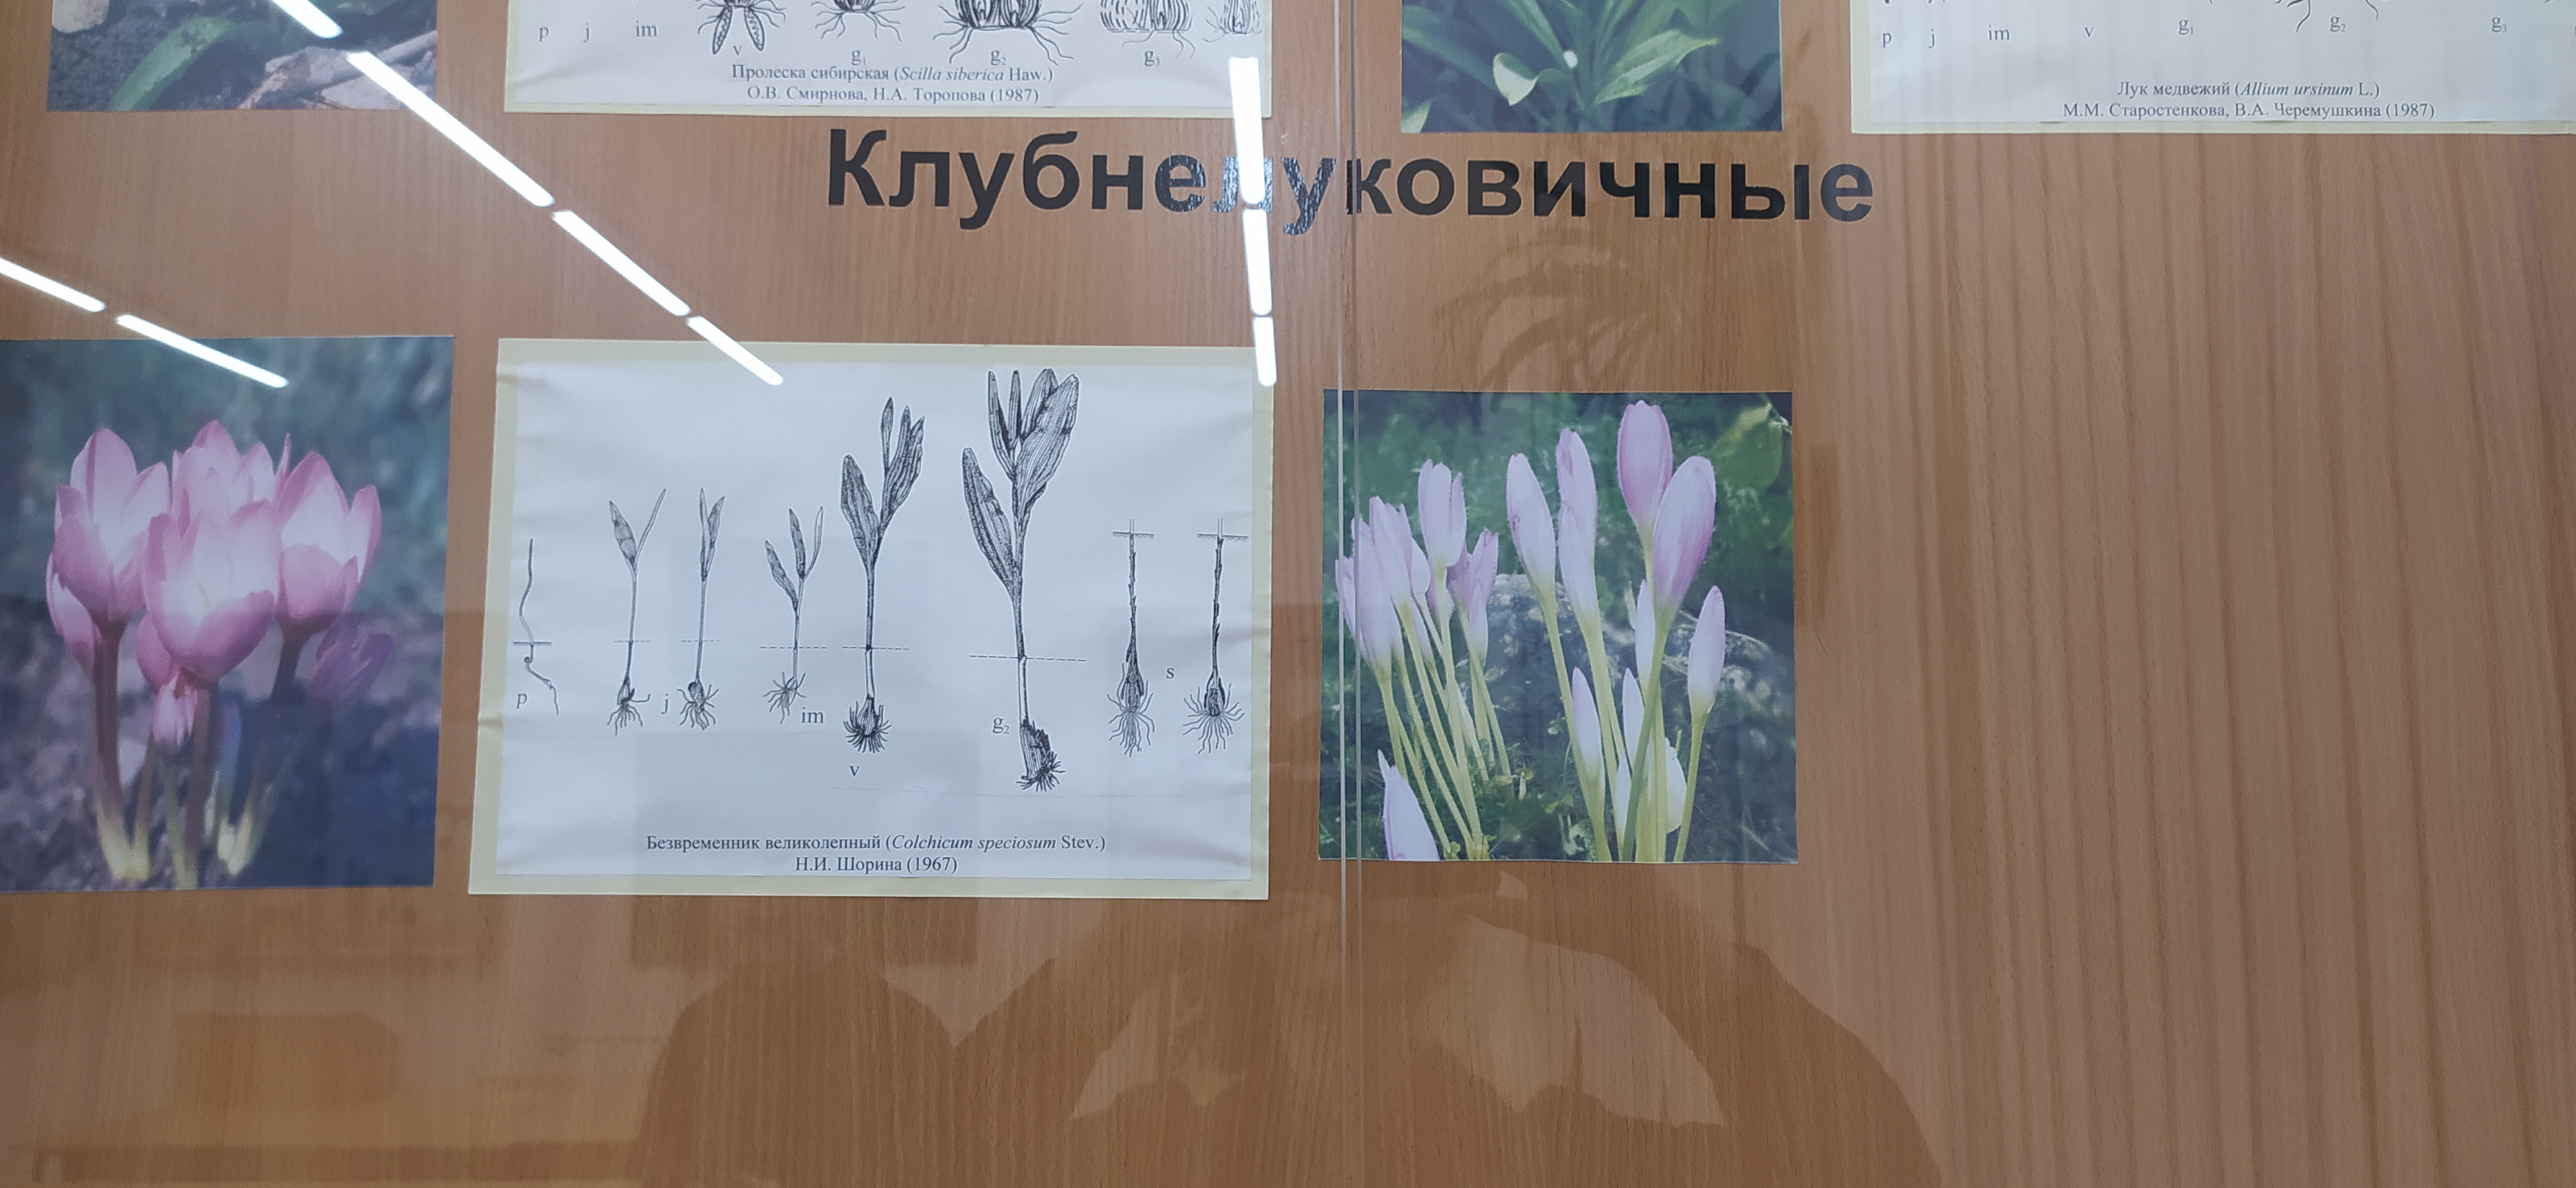 p j im v g₁ g₂ g₃
Пролеска сибирская (Scilla siberica Haw.)
О.В. Смирнова, Н.А. Торопова (1987)
p j im v g₁ g₂ g₃
Лук медвежий (Allium ursinum L.)
М.М. Старостенкова, В.А. Черемушкина (1987)
Клубнелуковичные
p j im v g₂ s
Безвременник великолепный (Colchicum speciosum Stev.)
Н.И. Шорина (1967)